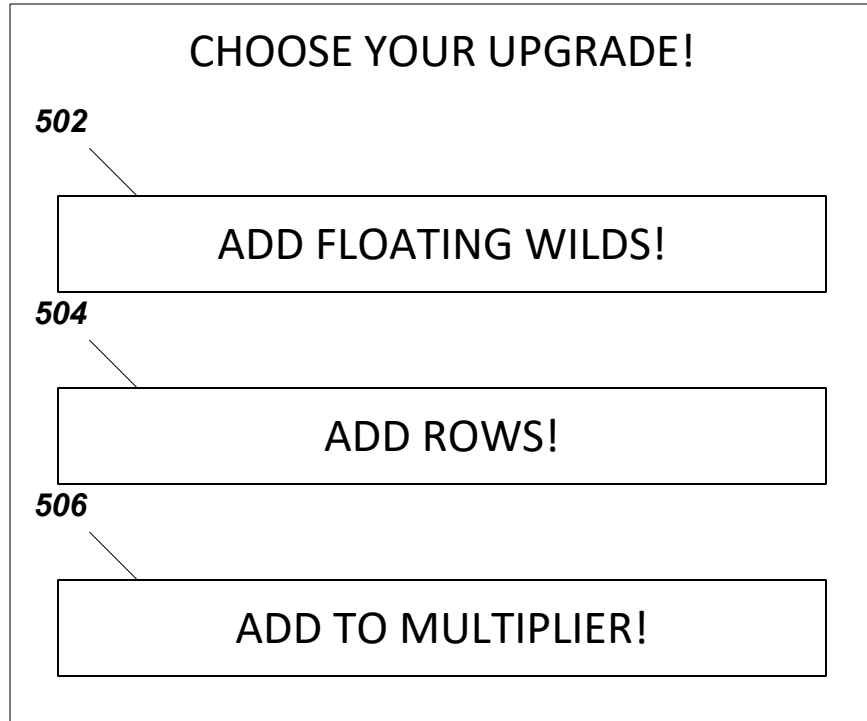 CHOOSE YOUR UPGRADE!
502
ADD FLOATING WILDS!
504
ADD ROWS!
506
ADD TO MULTIPLIER!